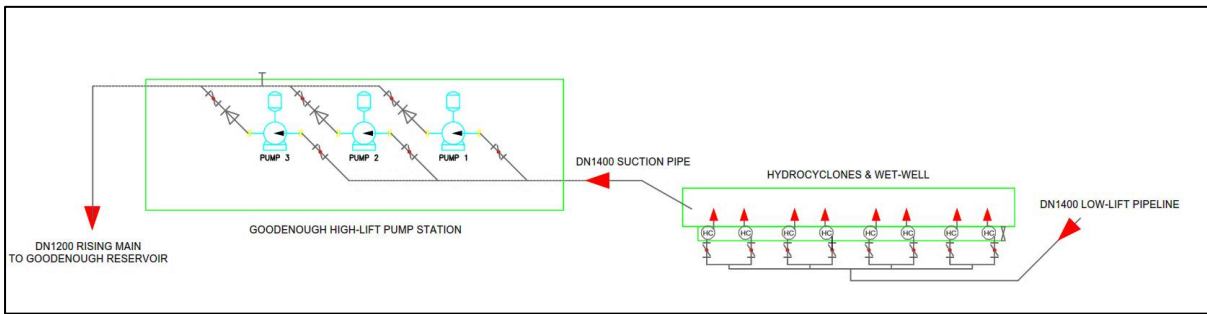 PUMP 3
PUMP 2
PUMP 1
DN1400 SUCTION PIPE
HYDROCYCLONES & WET-WELL
DN1400 LOW-LIFT PIPELINE
GOODENOUGH HIGH-LIFT PUMP STATION
DN1200 RISING MAIN
TO GOODENOUGH RESERVOIR
HC
HC
HC
HC
HC
HC
HC
HC